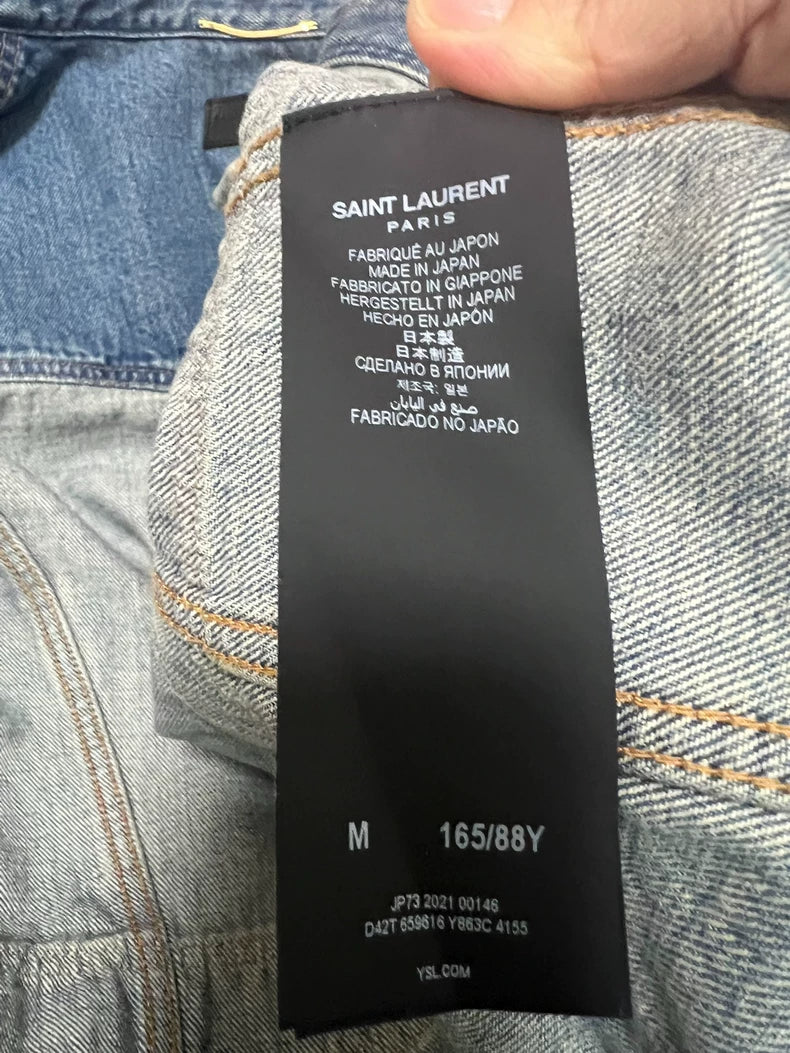 SAINT LAURENT
PARIS
FABRIQUÉ AU JAPON
MADE IN JAPAN
FABBRICATO IN GIAPPONE
HERGESTELLT IN JAPAN
HECHO EN JAPÓN
日本製
日本制造
СДЕЛАНО В ЯПОНИИ
제조국: 일본
صنع في اليابان
FABRICADO NO JAPÃO
M 165/88Y
JP73 2021 00146
D42T 659616 Y863C 4155
YSL.COM